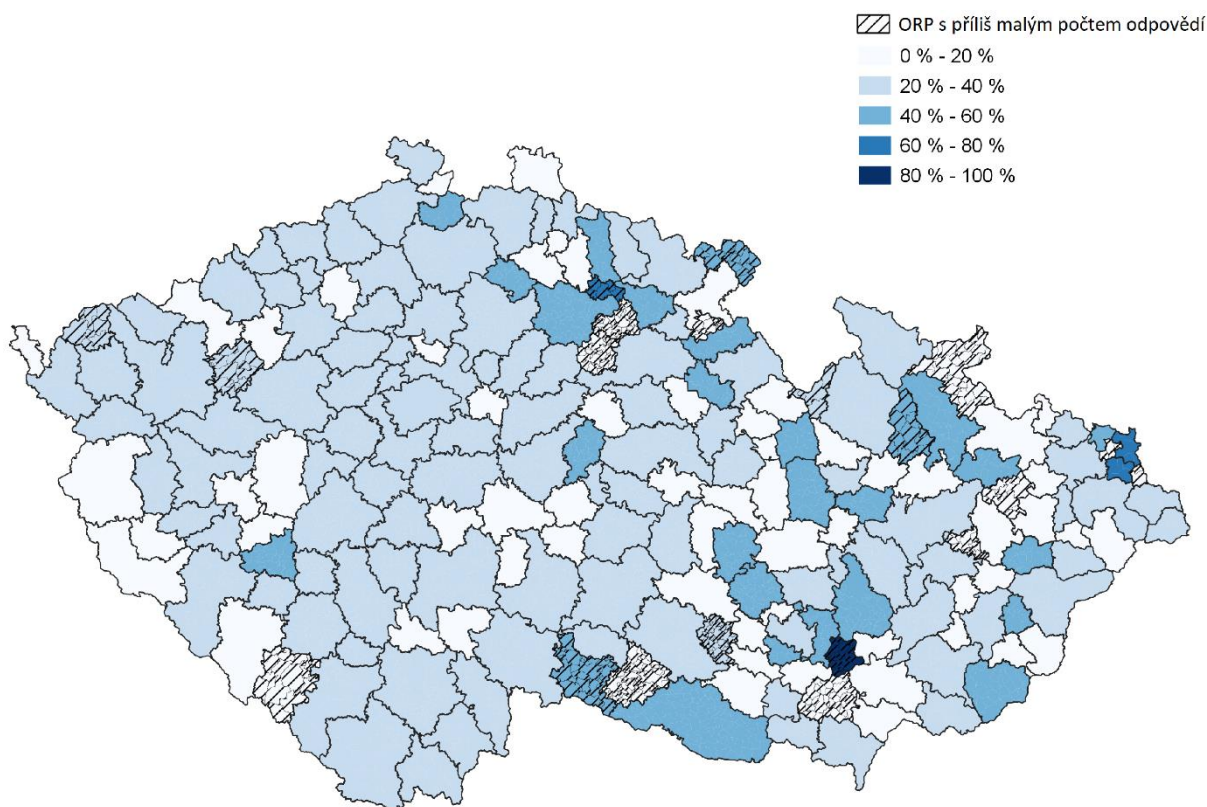 ORP s příliš malým počtem odpovědí
0 % - 20 %
20 % - 40 %
40 % - 60 %
60 % - 80 %
80 % - 100 %